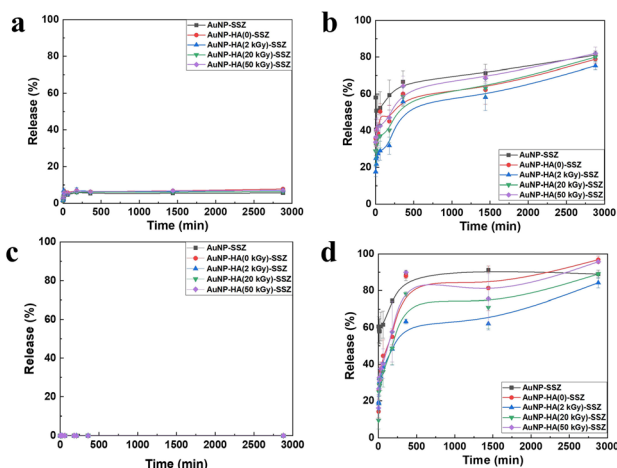 a
100
80
60
40
20
0
Release (%)
AuNP-SSZ
AuNP-HA(0)-SSZ
AuNP-HA(2 kGy)-SSZ
AuNP-HA(20 kGy)-SSZ
AuNP-HA(50 kGy)-SSZ
0 500 1000 1500 2000 2500 3000
Time (min)
b
100
80
60
40
20
0
Release (%)
AuNP-SSZ
AuNP-HA(0)-SSZ
AuNP-HA(2 kGy)-SSZ
AuNP-HA(20 kGy)-SSZ
AuNP-HA(50 kGy)-SSZ
0 500 1000 1500 2000 2500 3000
Time (min)
c
100
80
60
40
20
0
Release (%)
AuNP-SSZ
AuNP-HA(0 kGy)-SSZ
AuNP-HA(2 kGy)-SSZ
AuNP-HA(20 kGy)-SSZ
AuNP-HA(50 kGy)-SSZ
0 500 1000 1500 2000 2500 3000
Time (min)
d
100
80
60
40
20
0
Release (%)
AuNP-SSZ
AuNP-HA(0)-SSZ
AuNP-HA(2 kGy)-SSZ
AuNP-HA(20 kGy)-SSZ
AuNP-HA(50 kGy)-SSZ
0 500 1000 1500 2000 2500 3000
Time (min)